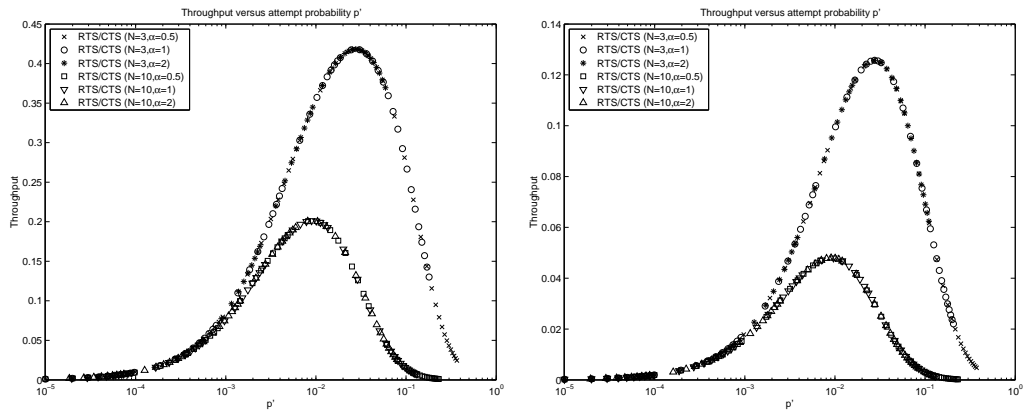 Throughput versus attempt probability p'
0.45
0.4
0.35
0.3
0.25
0.2
0.15
0.1
0.05
0
Throughput
RTS/CTS (N=3,α=0.5)
RTS/CTS (N=3,α=1)
RTS/CTS (N=3,α=2)
RTS/CTS (N=10,α=0.5)
RTS/CTS (N=10,α=1)
RTS/CTS (N=10,α=2)
10⁻⁵ 10⁻⁴ 10⁻³ 10⁻² 10⁻¹ 10⁰
p'
Throughput versus attempt probability p'
0.14
0.12
0.1
0.08
0.06
0.04
0.02
0
Throughput
RTS/CTS (N=3,α=0.5)
RTS/CTS (N=3,α=1)
RTS/CTS (N=3,α=2)
RTS/CTS (N=10,α=0.5)
RTS/CTS (N=10,α=1)
RTS/CTS (N=10,α=2)
10⁻⁵ 10⁻⁴ 10⁻³ 10⁻² 10⁻¹ 10⁰
p'